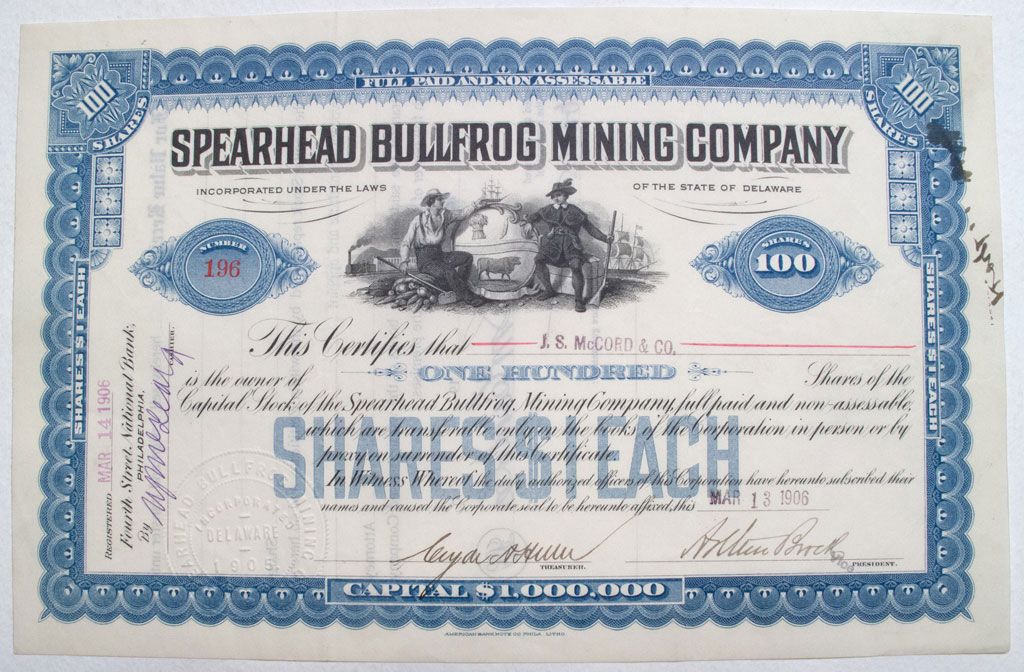 FULL PAID AND NON ASSESSABLE
100 SHARES
100 SHARES
SPEARHEAD BULLFROG MINING COMPANY
INCORPORATED UNDER THE LAWS OF THE STATE OF DELAWARE
NUMBER 196
SHARES 100
This Certifies that J. S. McCORD & CO.
is the owner of ONE HUNDRED Shares of the
Capital Stock of the Spearhead Bullfrog Mining Company, full paid and non-assessable,
which are transferable only on the books of the Corporation in person or by
proxy on surrender of this Certificate.
SHARES $1 EACH
In Witness Whereof the duly authorized officers of this Corporation have hereunto subscribed their
names and caused the Corporate seal to be hereunto affixed, this MAR 13 1906
TREASURER.
PRESIDENT.
SHARES $1 EACH
SHARES $1 EACH
REGISTERED MAR 14 1906
Fourth Street National Bank,
PHILADELPHIA.
By
BULLFROG MINING
INCORPORATED
DELAWARE
1905
CAPITAL $1,000,000
AMERICAN BANK NOTE CO PHILA. LITHO.